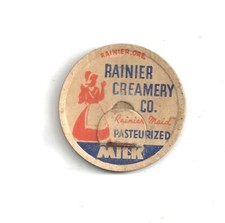 RAINIER, ORE.
RAINIER
CREAMERY
CO.
Rainier Maid
PASTEURIZED
MILK